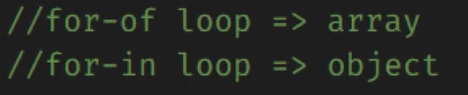 //for-of loop => array
//for-in loop => object